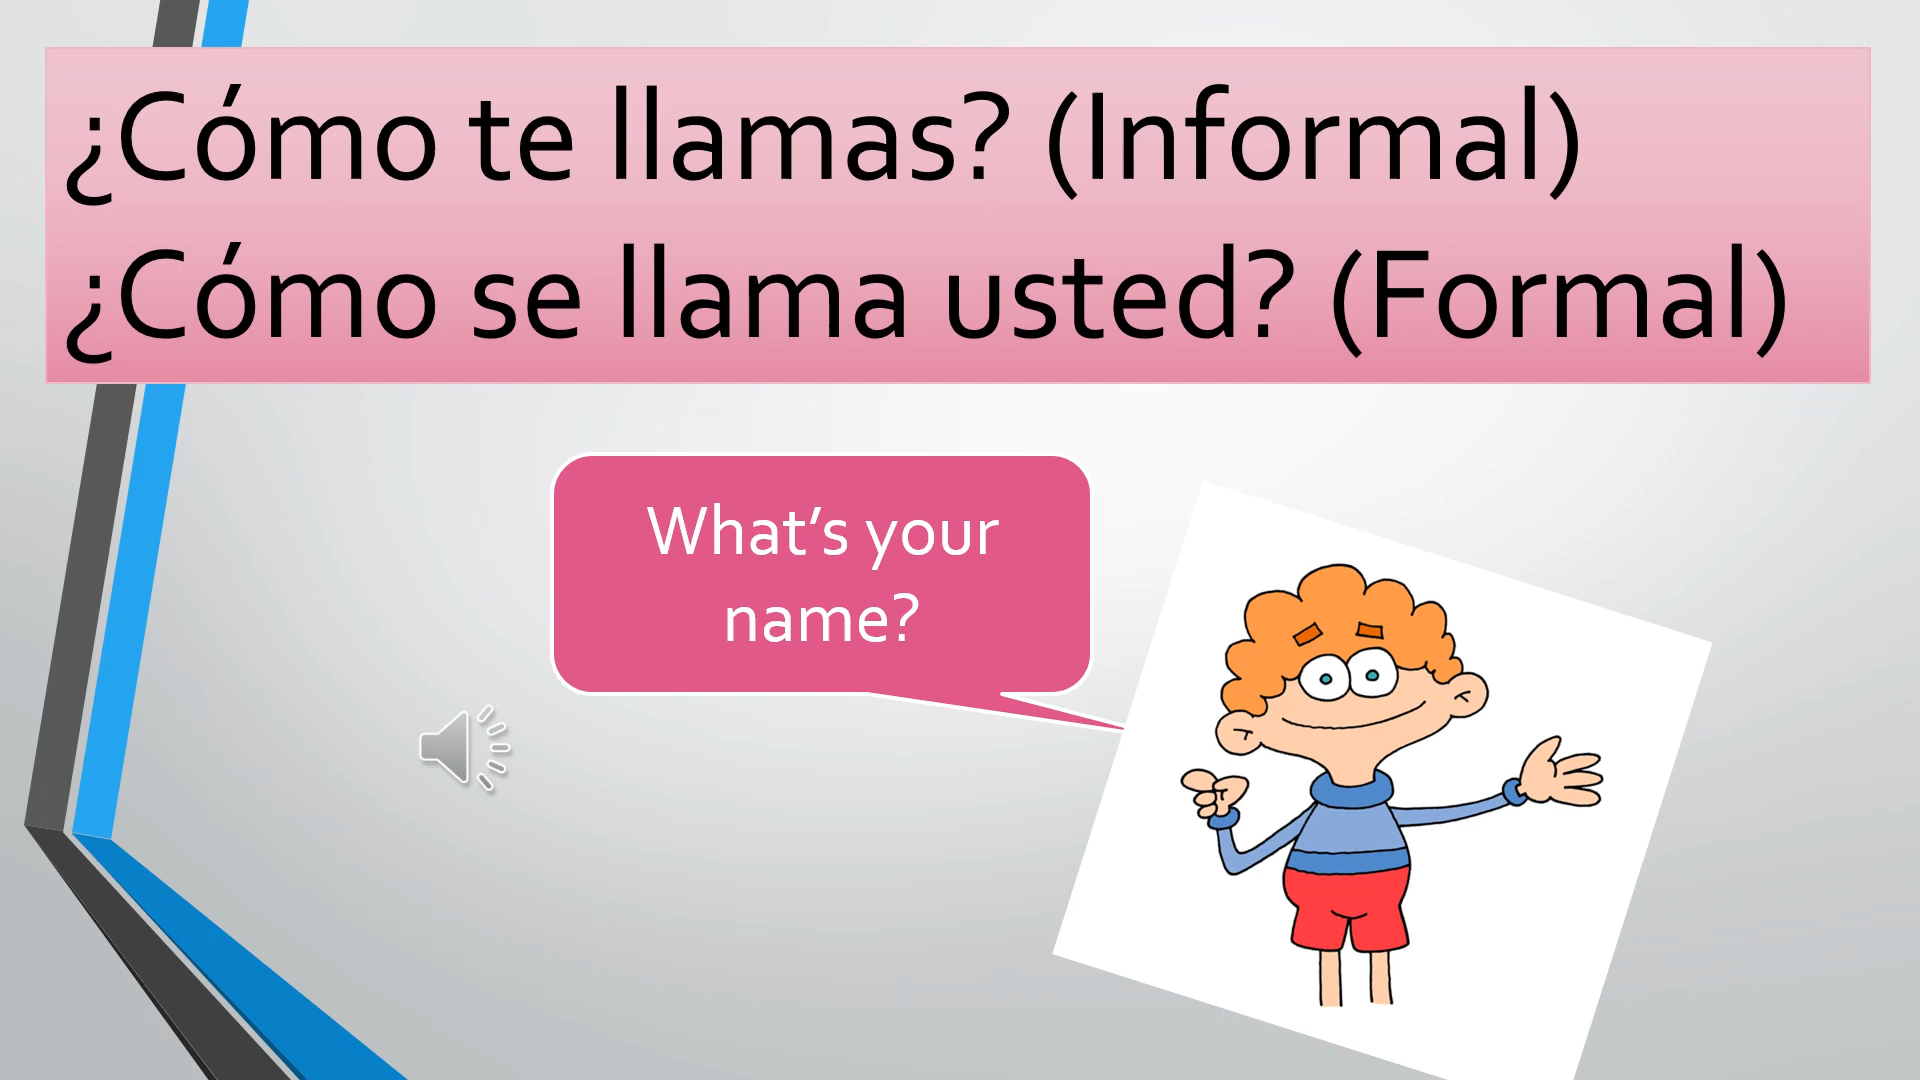 ¿Cómo te llamas? (Informal)
¿Cómo se llama usted? (Formal)
What’s your
name?